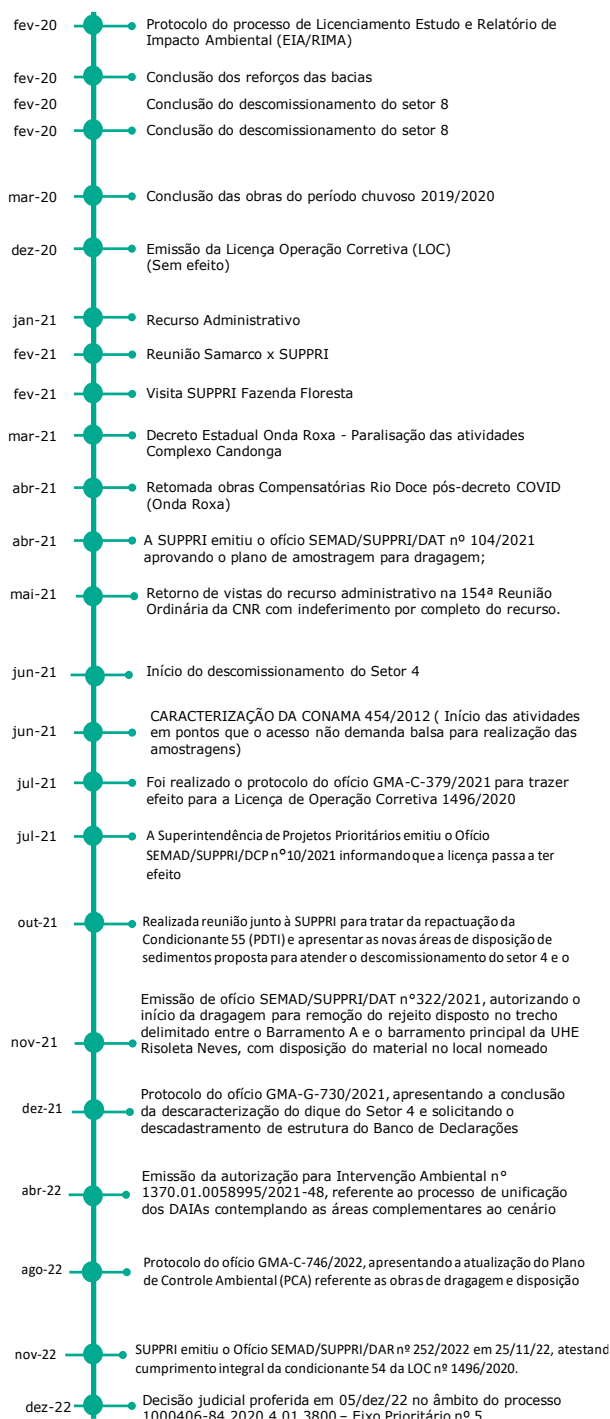 fev-20 Protocolo do processo de Licenciamento Estudo e Relatório de
Impacto Ambiental (EIA/RIMA)
fev-20 Conclusão dos reforços das bacias
fev-20 Conclusão do descomissionamento do setor 8
fev-20 Conclusão do descomissionamento do setor 8
mar-20 Conclusão das obras do período chuvoso 2019/2020
dez-20 Emissão da Licença Operação Corretiva (LOC)
(Sem efeito)
jan-21 Recurso Administrativo
fev-21 Reunião Samarco x SUPPRI
fev-21 Visita SUPPRI Fazenda Floresta
mar-21 Decreto Estadual Onda Roxa - Paralisação das atividades
Complexo Candonga
abr-21 Retomada obras Compensatórias Rio Doce pós-decreto COVID
(Onda Roxa)
abr-21 A SUPPRI emitiu o ofício SEMAD/SUPPRI/DAT nº 104/2021
aprovando o plano de amostragem para dragagem;
mai-21 Retorno de vistas do recurso administrativo na 154ª Reunião
Ordinária da CNR com indeferimento por completo do recurso.
jun-21 Início do descomissionamento do Setor 4
CARACTERIZAÇÃO DA CONAMA 454/2012 ( Início das atividades
jun-21 em pontos que o acesso não demanda balsa para realização das
amostragens)
jul-21 Foi realizado o protocolo do ofício GMA-C-379/2021 para trazer
efeito para a Licença de Operação Corretiva 1496/2020
jul-21 A Superintendência de Projetos Prioritários emitiu o Ofício
SEMAD/SUPPRI/DCP n°10/2021 informando que a licença passa a ter
efeito
out-21 Realizada reunião junto à SUPPRI para tratar da repactuação da
Condicionante 55 (PDTI) e apresentar as novas áreas de disposição de
sedimentos proposta para atender o descomissionamento do setor 4 e o
Emissão de ofício SEMAD/SUPPRI/DAT n°322/2021, autorizando o
início da dragagem para remoção do rejeito disposto no trecho
delimitado entre o Barramento A e o barramento principal da UHE
nov-21 Risoleta Neves, com disposição do material no local nomeado
Protocolo do ofício GMA-G-730/2021, apresentando a conclusão
dez-21 da descaracterização do dique do Setor 4 e solicitando o
descadastramento de estrutura do Banco de Declarações
Emissão da autorização para Intervenção Ambiental n°
abr-22 1370.01.0058995/2021-48, referente ao processo de unificação
dos DAIAs contemplando as áreas complementares ao cenário
ago-22 Protocolo do ofício GMA-C-746/2022, apresentando a atualização do Plano
de Controle Ambiental (PCA) referente as obras de dragagem e disposição
nov-22 SUPPRI emitiu o Ofício SEMAD/SUPPRI/DAR nº 252/2022 em 25/11/22, atestand
cumprimento integral da condicionante 54 da LOC nº 1496/2020.
dez-22 Decisão judicial proferida em 05/dez/22 no âmbito do processo
1000406-84.2020.4.01.3800 – Eixo Prioritário nº 5